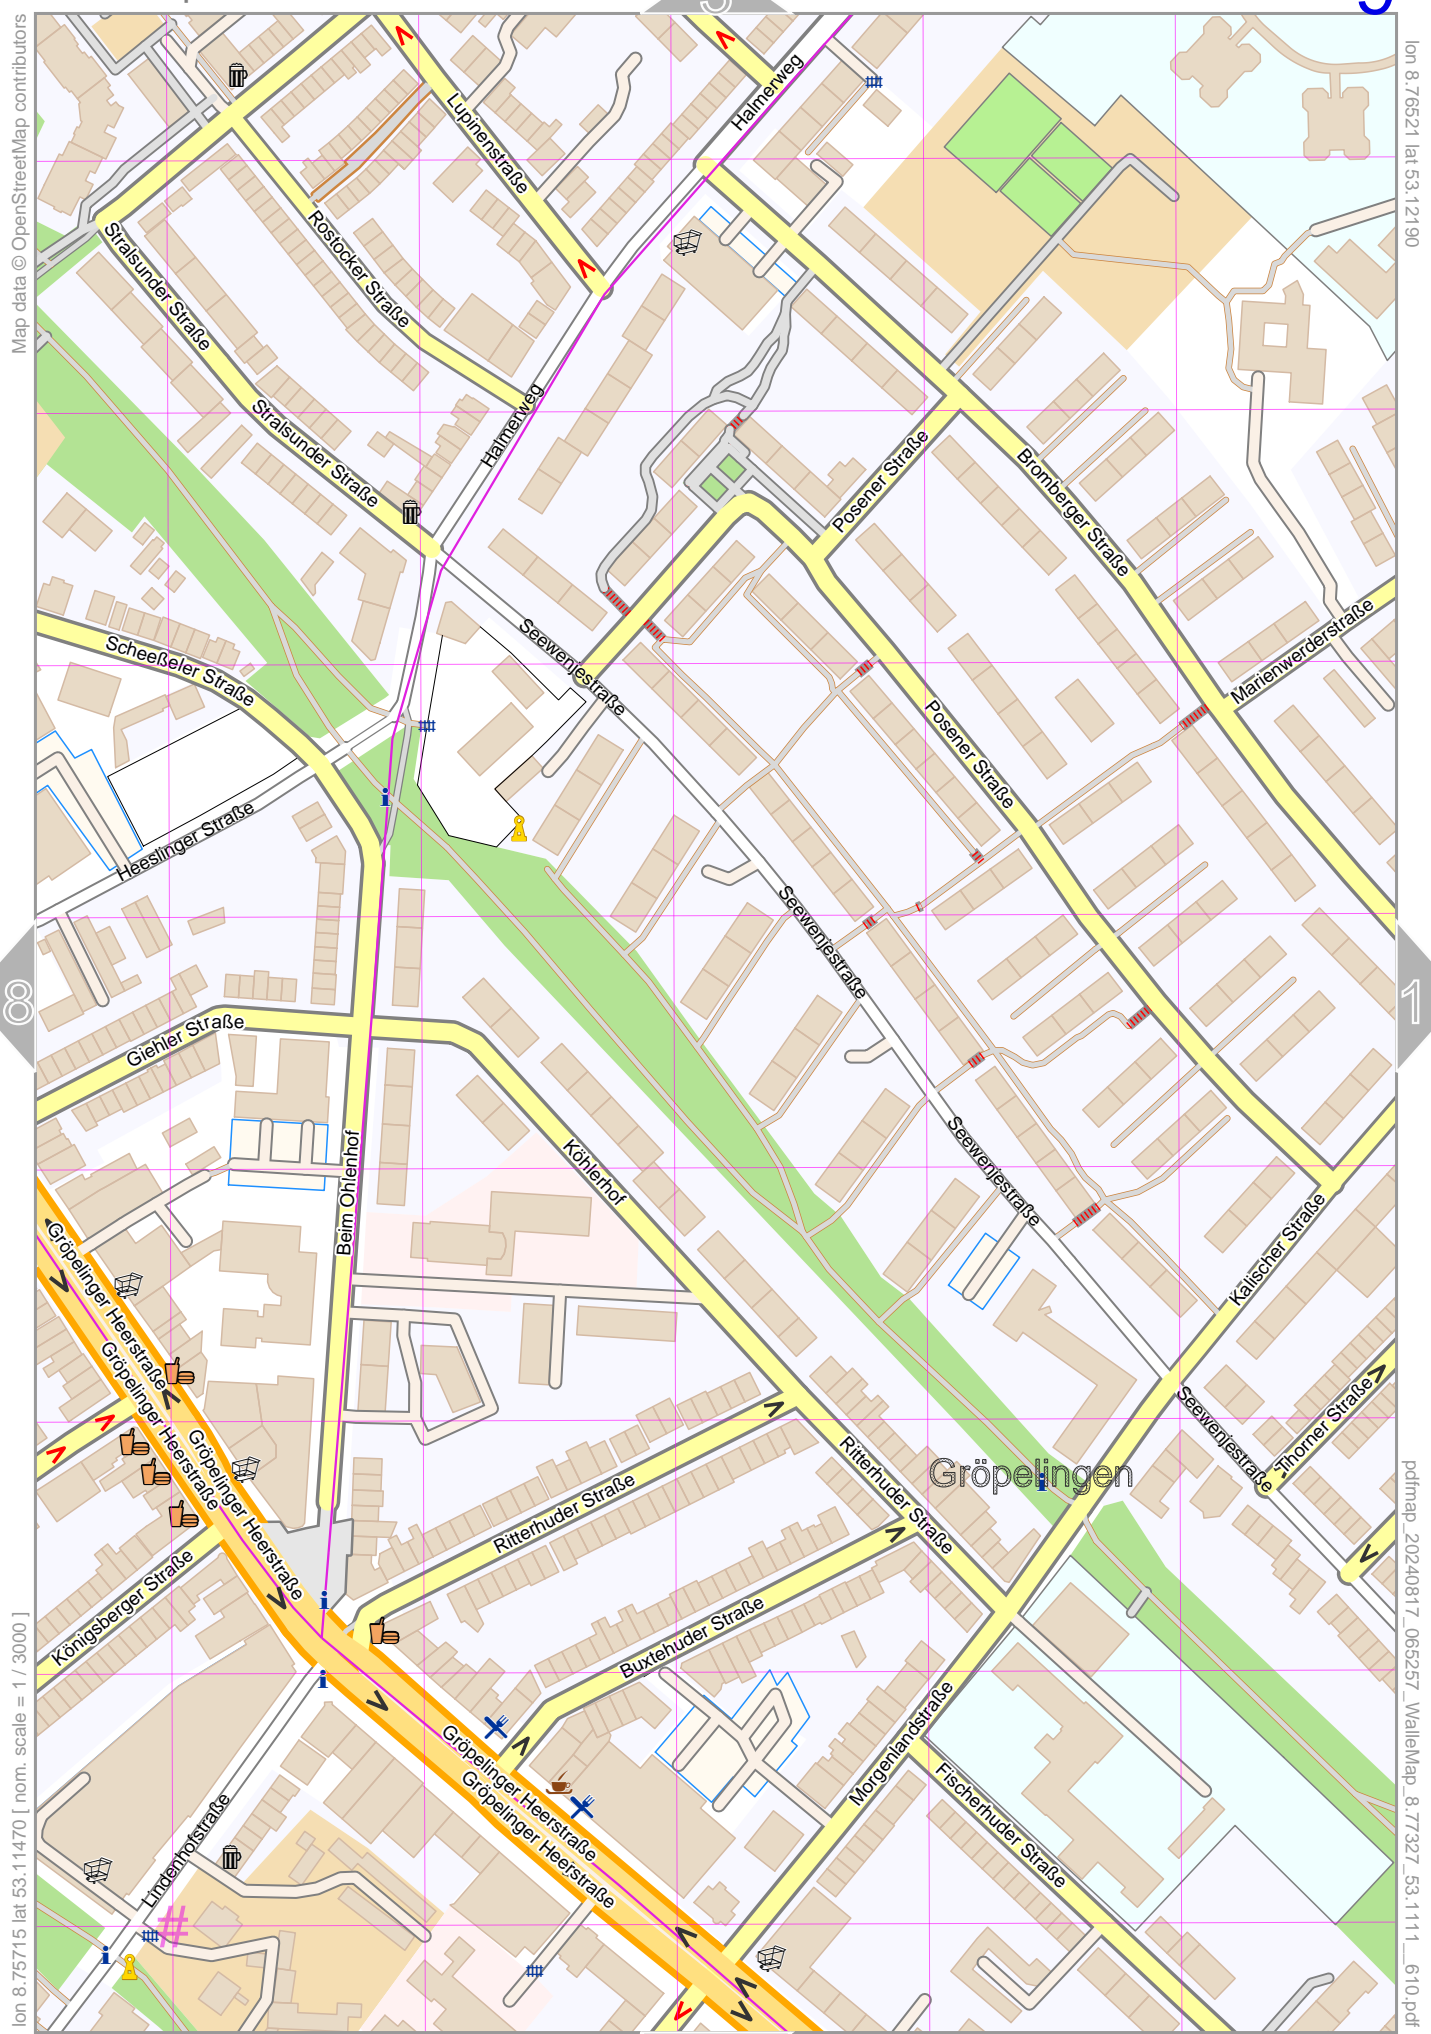 Map data © OpenStreetMap contributors
lon 8.76521 lat 53.12190
Halmerweg
Lupinenstraße
Rostocker Straße
Stralsunder Straße
Halmerweg
Stralsunder Straße
Posener Straße
Bromberger Straße
Scheeßeler Straße
Seewenjestraße
Marienwerderstraße
Posener Straße
Heeslinger Straße
Seewenjestraße
8
1
Giehler Straße
Beim Ohlenhof
Köhlerhof
Seewenjestraße
Kalischer Straße
Gröpelinger Heerstraße
Gröpelinger Heerstraße
Gröpelinger Heerstraße
Seewenjestraße
Thorner Straße
Gröpelingen
Ritterhuder Straße
Ritterhuder Straße
Königsberger Straße
Buxtehuder Straße
Morgenlandstraße
Gröpelinger Heerstraße
Gröpelinger Heerstraße
Fischerhuder Straße
Lindenhofstraße
lon 8.75715 lat 53.11470 [ nom. scale = 1 / 3000 ]
pdfmap_20240817_065257_WalleMap_8.77327_53.1111__610.pdf